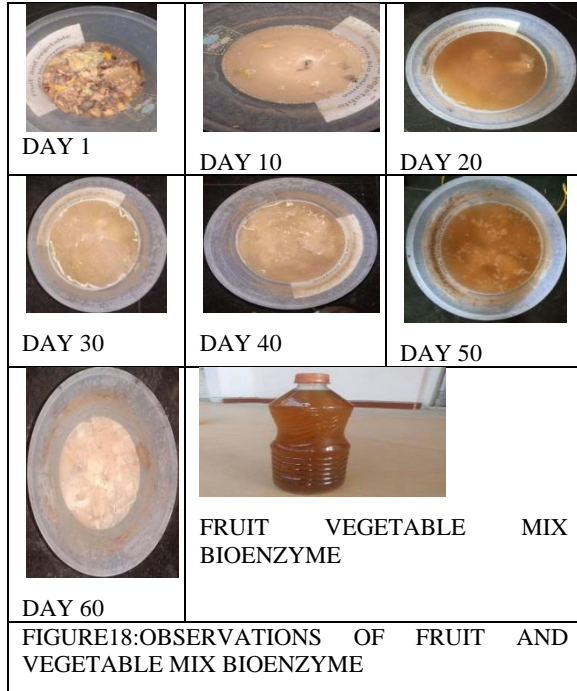 DAY 1
DAY 10
DAY 20
DAY 30
DAY 40
DAY 50
DAY 60
FRUIT VEGETABLE MIX
BIOENZYME
FIGURE18:OBSERVATIONS OF FRUIT AND
VEGETABLE MIX BIOENZYME